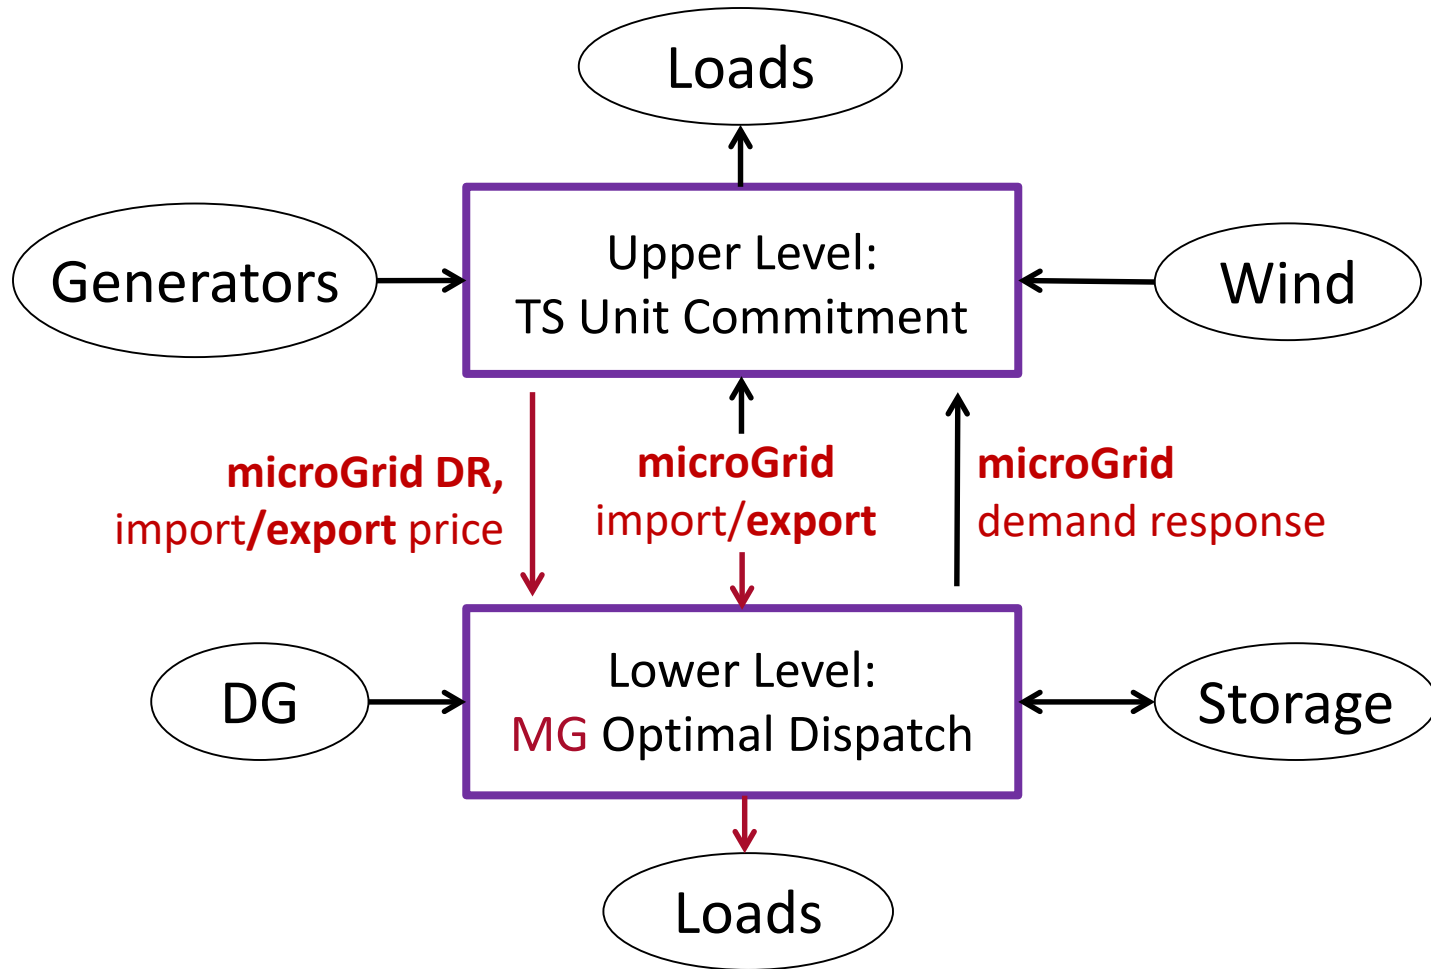 Loads
Generators
Upper Level:
TS Unit Commitment
Wind
microGrid DR,
import/export price
microGrid
import/export
microGrid
demand response
DG
Lower Level:
MG Optimal Dispatch
Storage
Loads